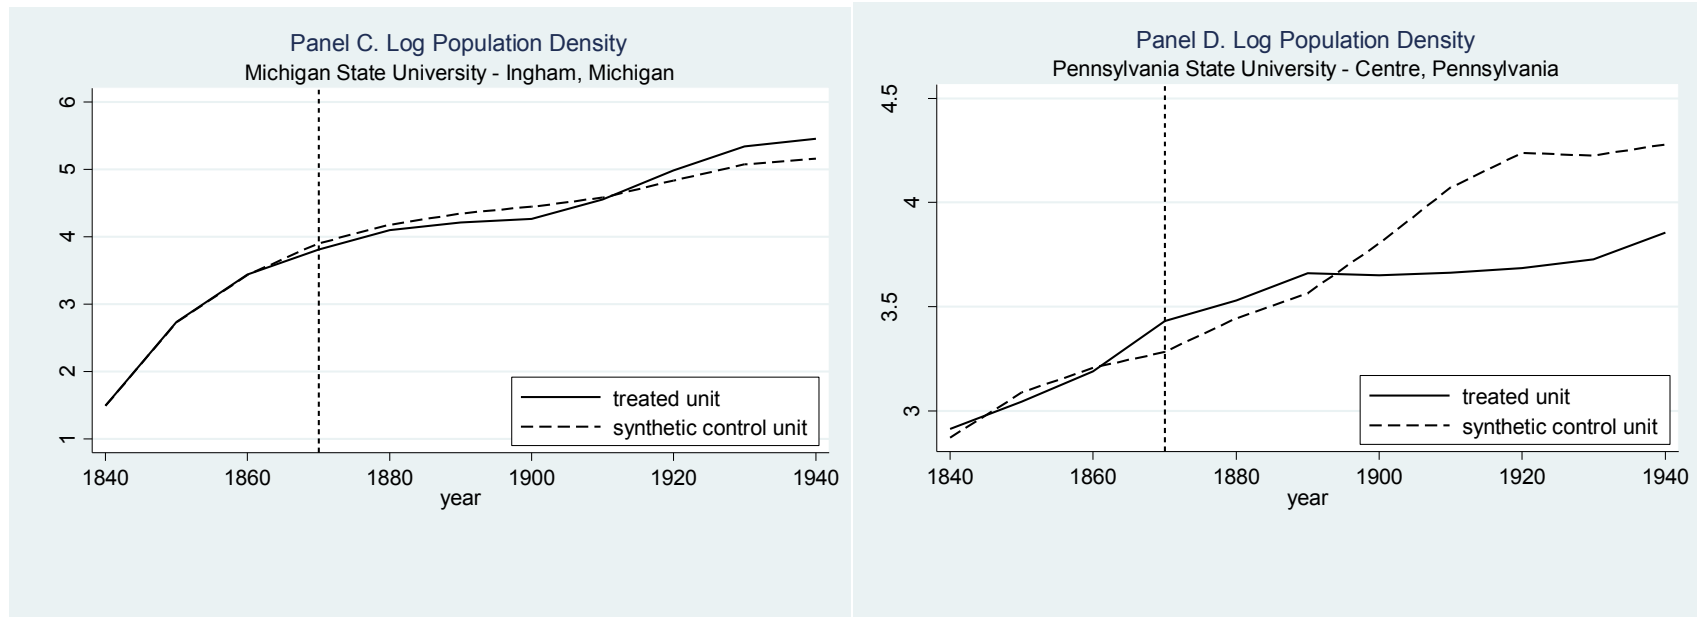 Panel C. Log Population Density
Michigan State University - Ingham, Michigan
6
5
4
3
2
1
treated unit
synthetic control unit
1840 1860 1880 1900 1920 1940
year
Panel D. Log Population Density
Pennsylvania State University - Centre, Pennsylvania
4.5
4
3.5
3
treated unit
synthetic control unit
1840 1860 1880 1900 1920 1940
year